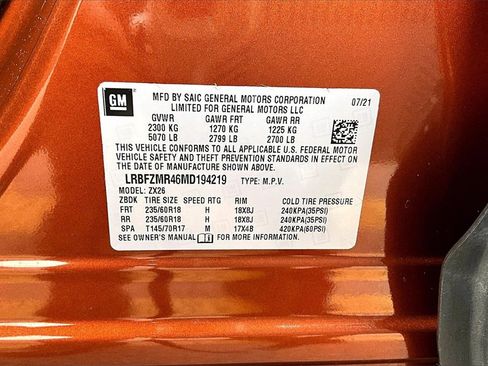 GM
MFD BY SAIC GENERAL MOTORS CORPORATION
LIMITED FOR GENERAL MOTORS LLC
07/21
GVWR GAWR FRT GAWR RR
2300 KG 1270 KG 1225 KG
5070 LB 2799 LB 2700 LB
THIS VEHICLE CONFORMS TO ALL APPLICABLE U.S. FEDERAL MOTOR
VEHICLE SAFETY AND THEFT PREVENTION STANDARDS IN EFFECT ON
THE DATE OF MANUFACTURE SHOWN ABOVE.
LRBFZMR46MD194219 TYPE: M.P.V.
MODEL: ZX26
ZBDK TIRE SIZE SPEED RTG RIM COLD TIRE PRESSURE
FRT 235/60R18 H 18X8J 240KPA(35PSI)
RR 235/60R18 H 18X8J 240KPA(35PSI)
SPA T145/70R17 M 17X4B 420KPA(60PSI)
SEE OWNER'S MANUAL FOR MORE INFORMATION.